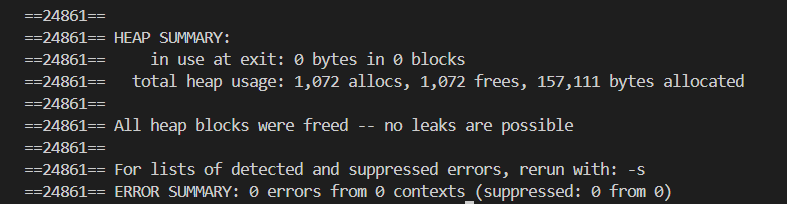 ==24861==
==24861== HEAP SUMMARY:
==24861==     in use at exit: 0 bytes in 0 blocks
==24861==   total heap usage: 1,072 allocs, 1,072 frees, 157,111 bytes allocated
==24861==
==24861== All heap blocks were freed -- no leaks are possible
==24861==
==24861== For lists of detected and suppressed errors, rerun with: -s
==24861== ERROR SUMMARY: 0 errors from 0 contexts (suppressed: 0 from 0)